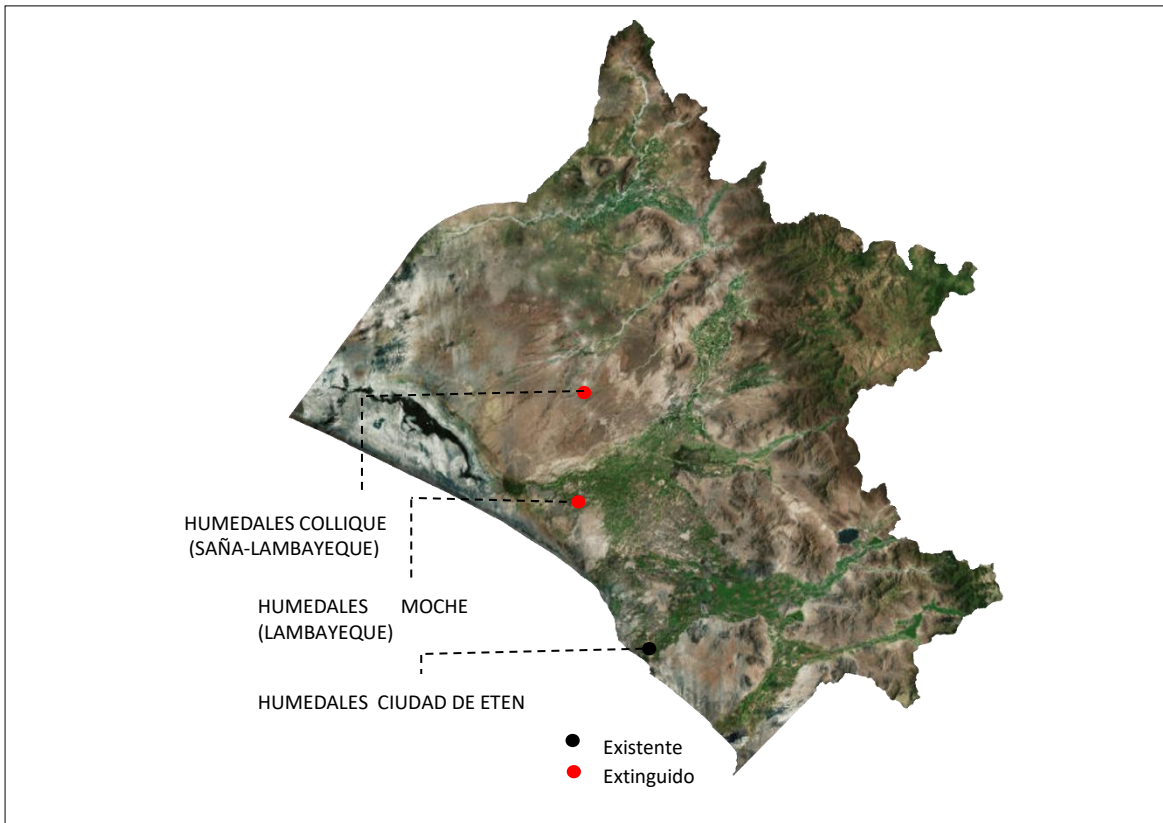 HUMEDALES COLLIQUE
(SAÑA-LAMBAYEQUE)
HUMEDALES MOCHE
(LAMBAYEQUE)
HUMEDALES CIUDAD DE ETEN
Existente
Extinguido